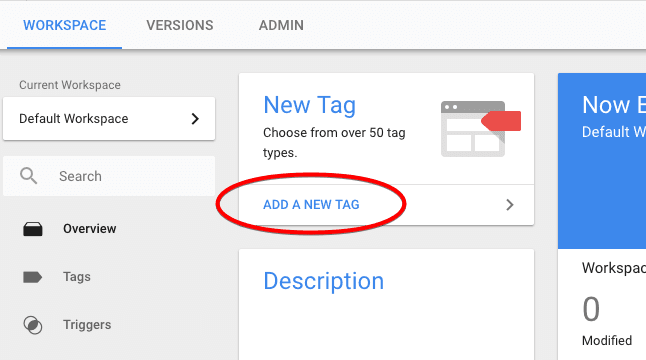 WORKSPACE VERSIONS ADMIN
Current Workspace
Default Workspace
Search
Overview
Tags
Triggers
New Tag
Choose from over 50 tag
types.
ADD A NEW TAG
Description
Now E
Default W
Workspac
0
Modified